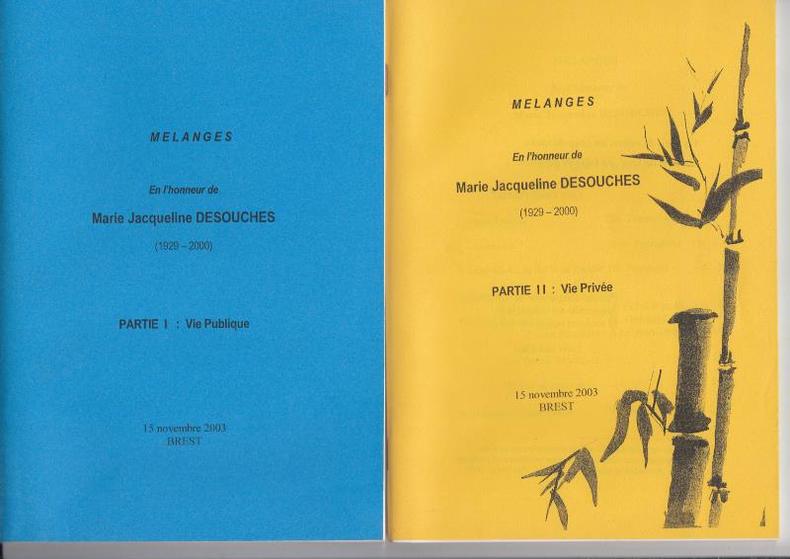 MELANGES
En l'honneur de
Marie Jacqueline DESOUCHES
(1929 – 2000)
PARTIE I : Vie Publique
15 novembre 2003
BREST
MELANGES
En l'honneur de
Marie Jacqueline DESOUCHES
(1929 – 2000)
PARTIE II : Vie Privée
15 novembre 2003
BREST